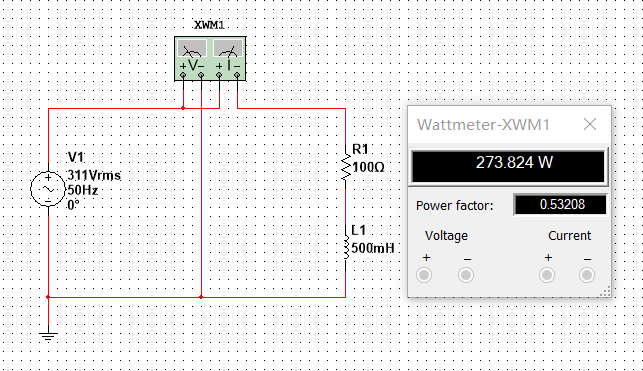 XWM1
+ V - + I -
V1
311Vrms
50Hz
0°
R1
100Ω
L1
500mH
Wattmeter-XWM1
273.824 W
Power factor: 0.53208
Voltage Current
+ − + −